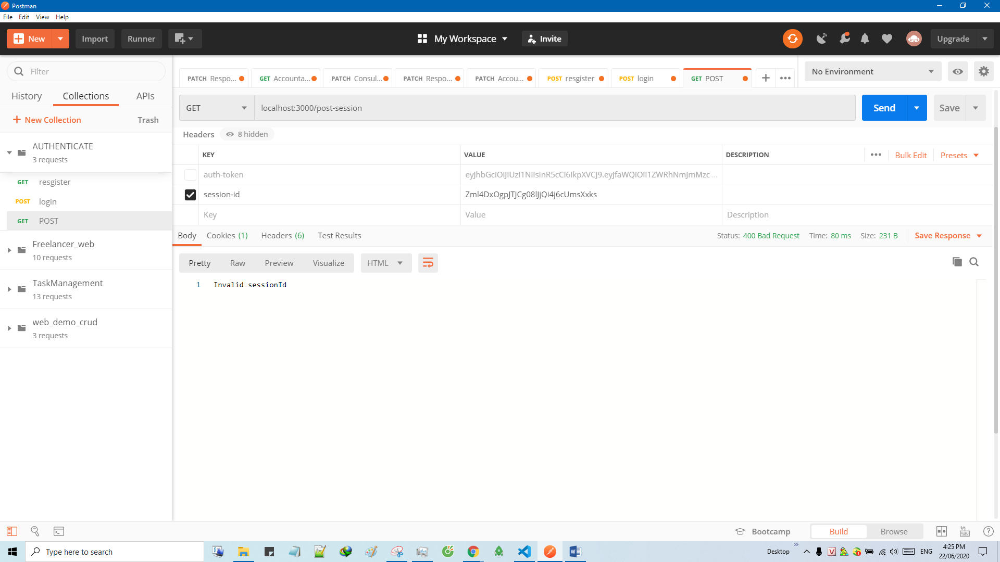 Postman
File Edit View Help
New Import Runner My Workspace Invite Upgrade
Filter
History Collections APIs
New Collection Trash
AUTHENTICATE
3 requests
GET resgister
POST login
GET POST
Freelancer_web
10 requests
TaskManagement
13 requests
web_demo_crud
3 requests
PATCH Respo... GET Accounta... PATCH Consul... PATCH Respo... PATCH Accou... POST resgister POST login GET POST
No Environment
GET localhost:3000/post-session Send Save
Headers 8 hidden
KEY VALUE DESCRIPTION Bulk Edit Presets
auth-token eyJhbGciOiJIUzI1NiIsInR5cCI6IkpXVCJ9.eyJfaWQiOiI1ZWRhNmJmMzc...
session-id Zml4DxOgpJTJCg08lJjQi4j6cUmsXxks
Key Value Description
Body Cookies (1) Headers (6) Test Results Status: 400 Bad Request Time: 80 ms Size: 231 B Save Response
Pretty Raw Preview Visualize HTML
1 Invalid sessionId
Bootcamp Build Browse
Type here to search
Desktop ENG
4:25 PM
22/06/2020